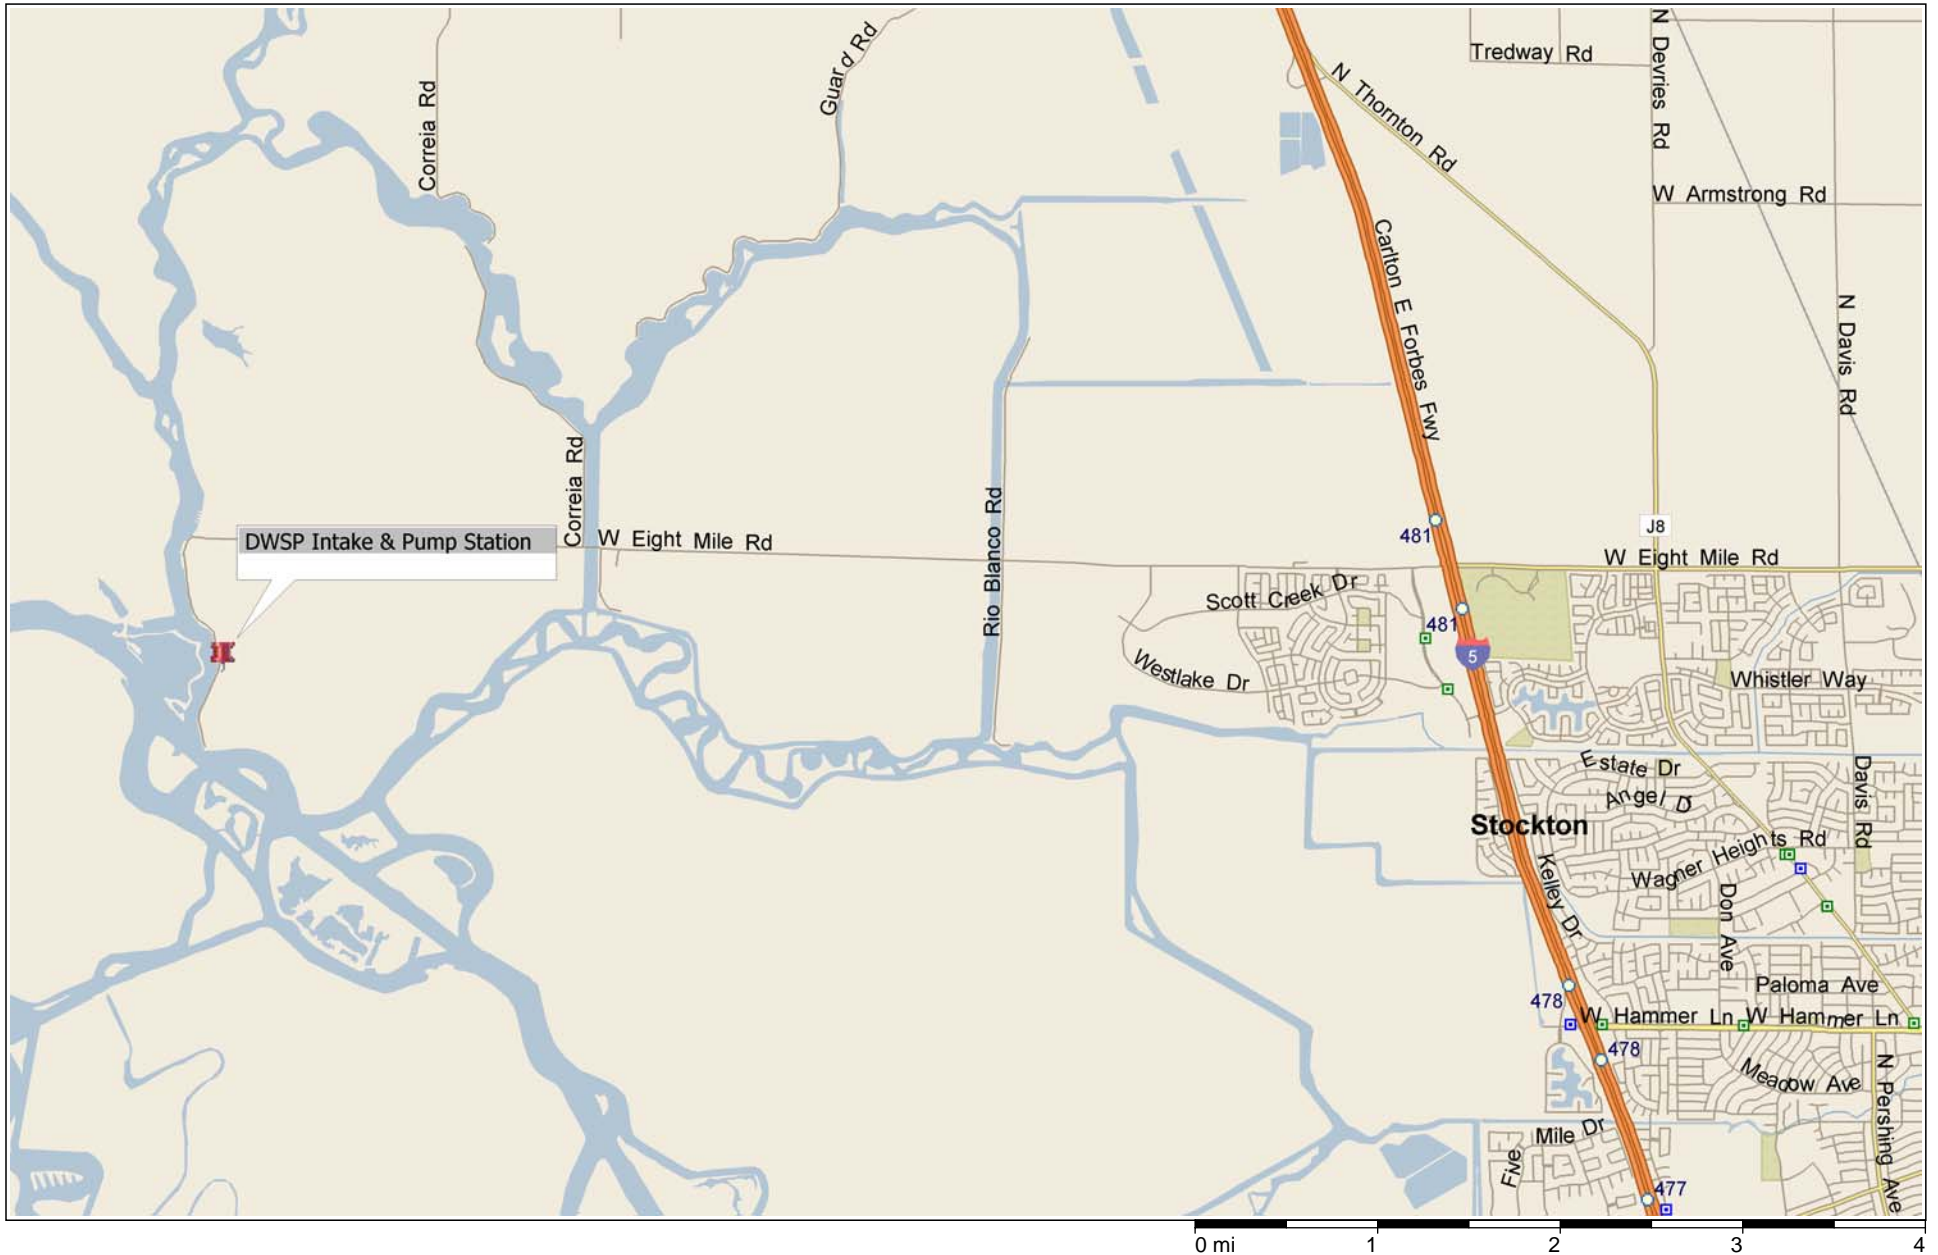 Tredway Rd
N Devries Rd
Guard Rd
Correia Rd
N Thornton Rd
W Armstrong Rd
Carlton E Forbes Fwy
N Davis Rd
Correia Rd
Rio Blanco Rd
481
J8
DWSP Intake & Pump Station
W Eight Mile Rd
W Eight Mile Rd
Scott Creek Dr
481
5
Westlake Dr
Whistler Way
Estate Dr
Angel D
Davis Rd
Stockton
Wagner Heights Rd
Kelley Dr
Don Ave
Paloma Ave
478
W Hammer Ln
W Hammer Ln
478
Meadow Ave
N Pershing Ave
Five Mile Dr
477
0 mi 1 2 3 4